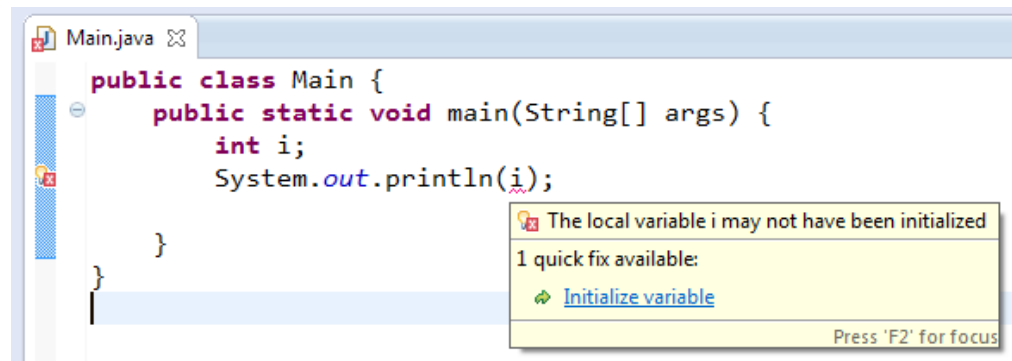 Main.java
public class Main {
public static void main(String[] args) {
int i;
System.out.println(i);
The local variable i may not have been initialized
}
1 quick fix available:
}
Initialize variable
Press 'F2' for focus